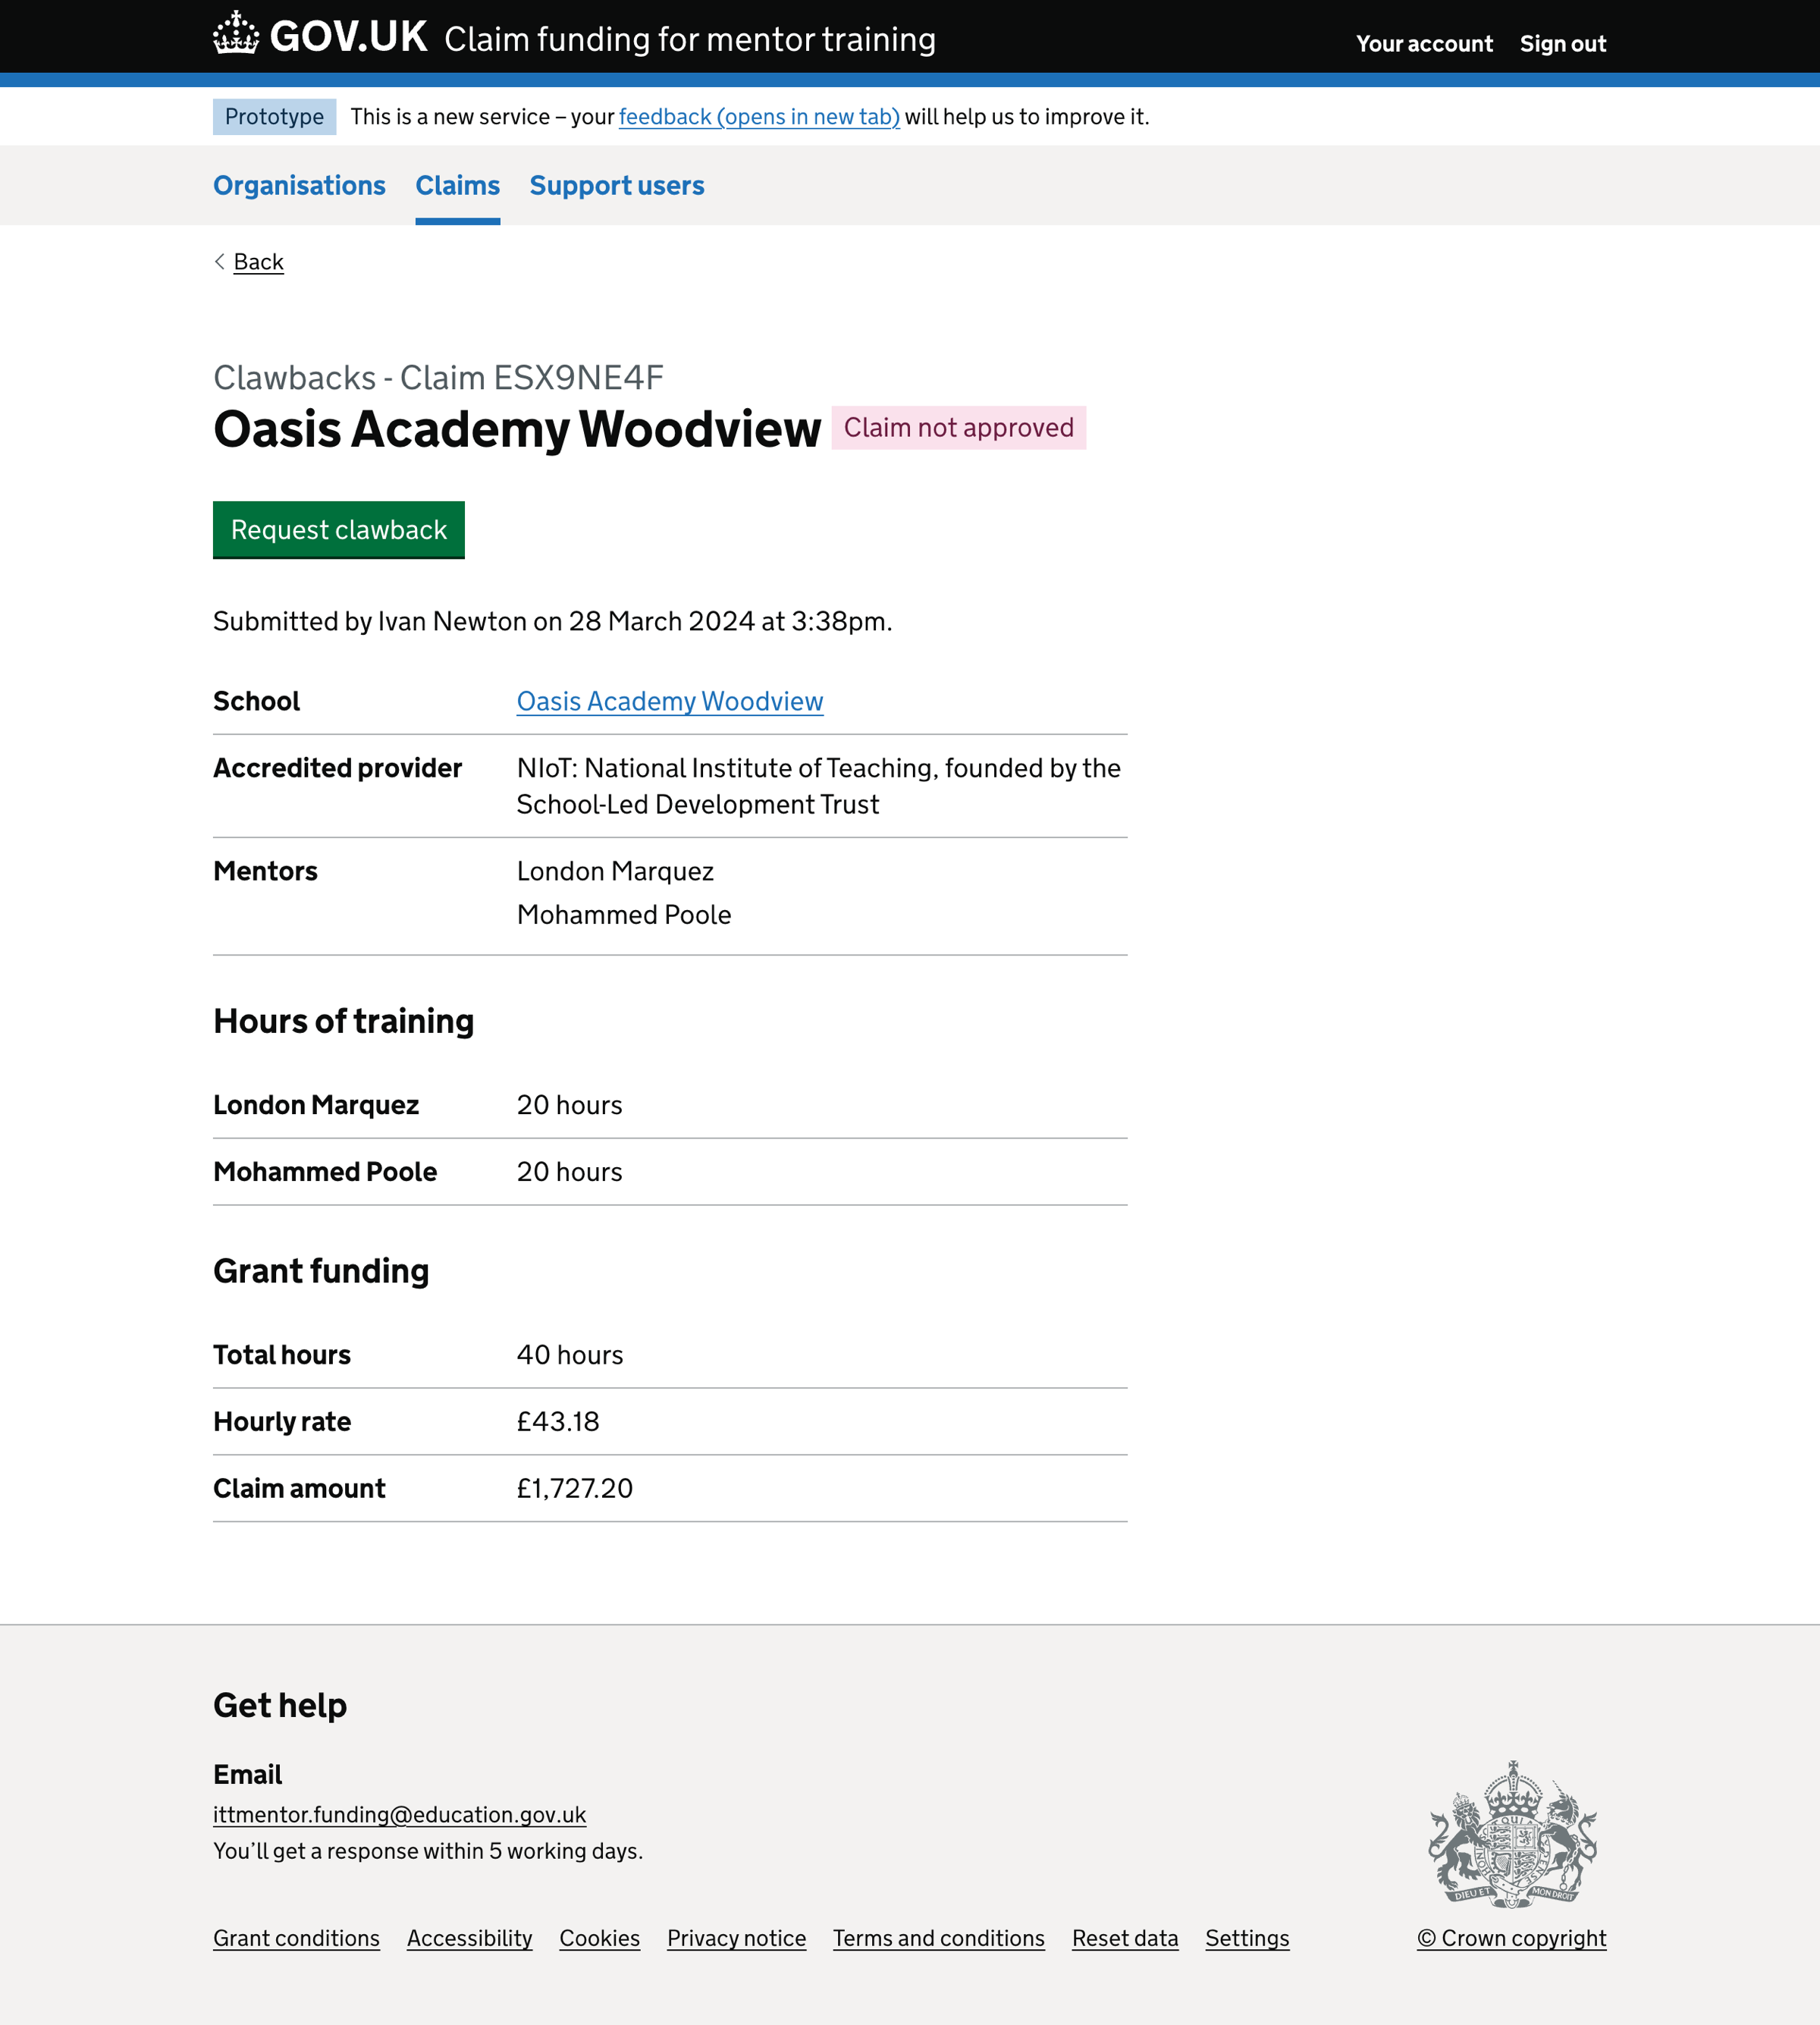 GOV.UK Claim funding for mentor training
Your account Sign out
Prototype This is a new service – your feedback (opens in new tab) will help us to improve it.
Organisations Claims Support users
Back
Clawbacks - Claim ESX9NE4F
Oasis Academy Woodview Claim not approved
Request clawback
Submitted by Ivan Newton on 28 March 2024 at 3:38pm.
School Oasis Academy Woodview
Accredited provider NIoT: National Institute of Teaching, founded by the
School-Led Development Trust
Mentors London Marquez
Mohammed Poole
Hours of training
London Marquez 20 hours
Mohammed Poole 20 hours
Grant funding
Total hours 40 hours
Hourly rate £43.18
Claim amount £1,727.20
Get help
Email
ittmentor.funding@education.gov.uk
You’ll get a response within 5 working days.
DIEU ET MON DROIT
Grant conditions Accessibility Cookies Privacy notice Terms and conditions Reset data Settings © Crown copyright